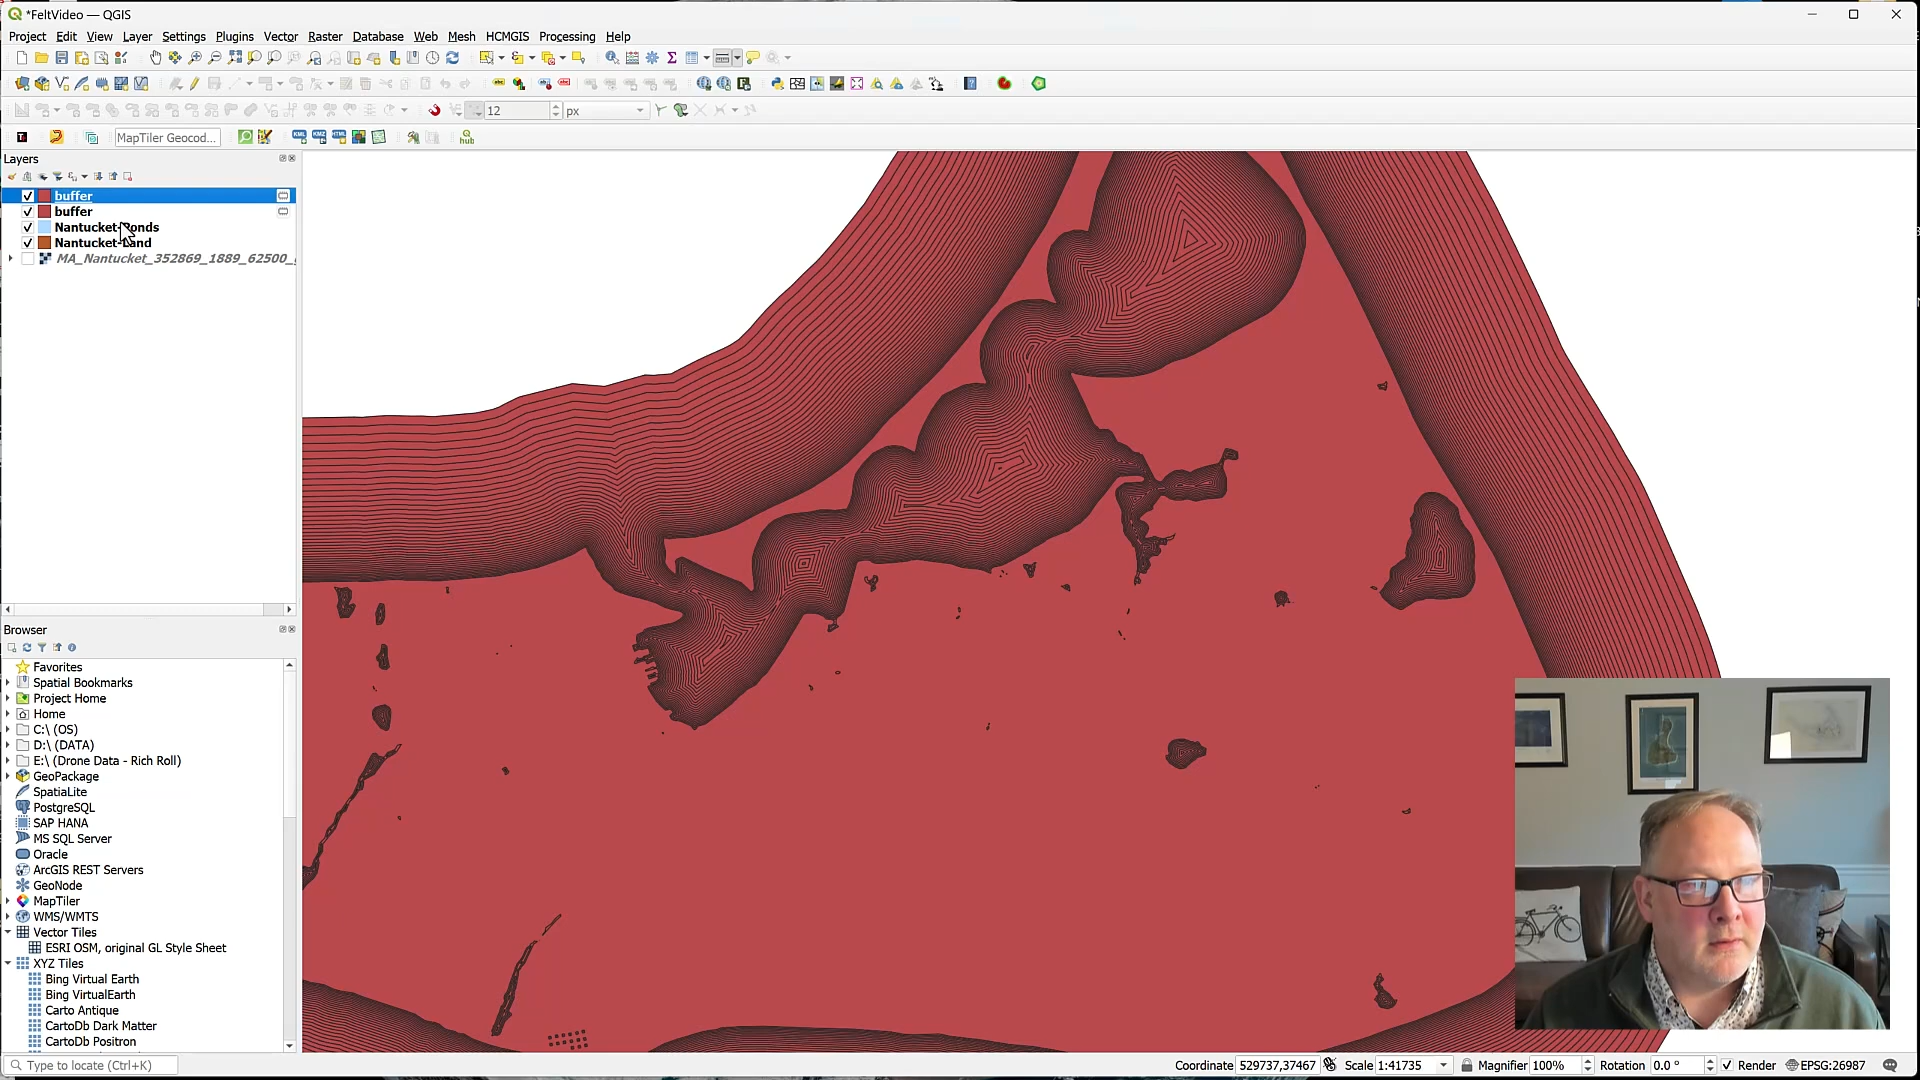 *FeltVideo — QGIS
Project Edit View Layer Settings Plugins Vector Raster Database Web Mesh HCMGIS Processing Help
12 px
MapTiler Geocod... hub
Layers
buffer
buffer
Nantucket-Ponds
Nantucket-Land
MA_Nantucket_352869_1889_62500_
Browser
Favorites
Spatial Bookmarks
Project Home
Home
C:\ (OS)
D:\ (DATA)
E:\ (Drone Data - Rich Roll)
GeoPackage
SpatiaLite
PostgreSQL
SAP HANA
MS SQL Server
Oracle
ArcGIS REST Servers
GeoNode
MapTiler
WMS/WMTS
Vector Tiles
ESRI OSM, original GL Style Sheet
XYZ Tiles
Bing Virtual Earth
Bing VirtualEarth
Carto Antique
CartoDb Dark Matter
CartoDb Positron
Type to locate (Ctrl+K) Coordinate 529737,37467 Scale 1:41735 Magnifier 100% Rotation 0.0 ° Render EPSG:26987